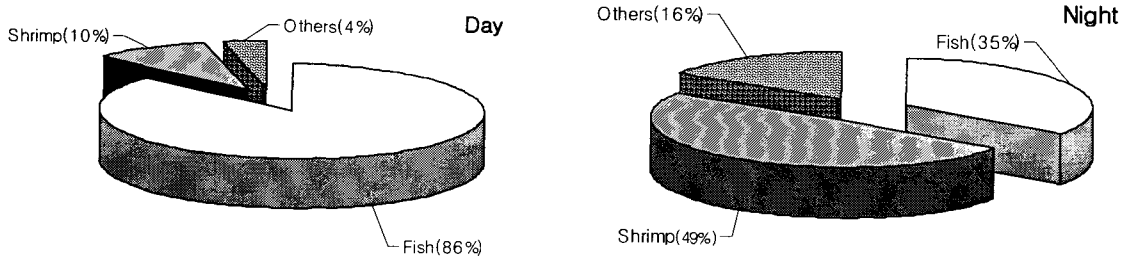 Day
Shrimp(10%)
Others(4%)
Fish(86%)
Night
Others(16%)
Fish(35%)
Shrimp(49%)